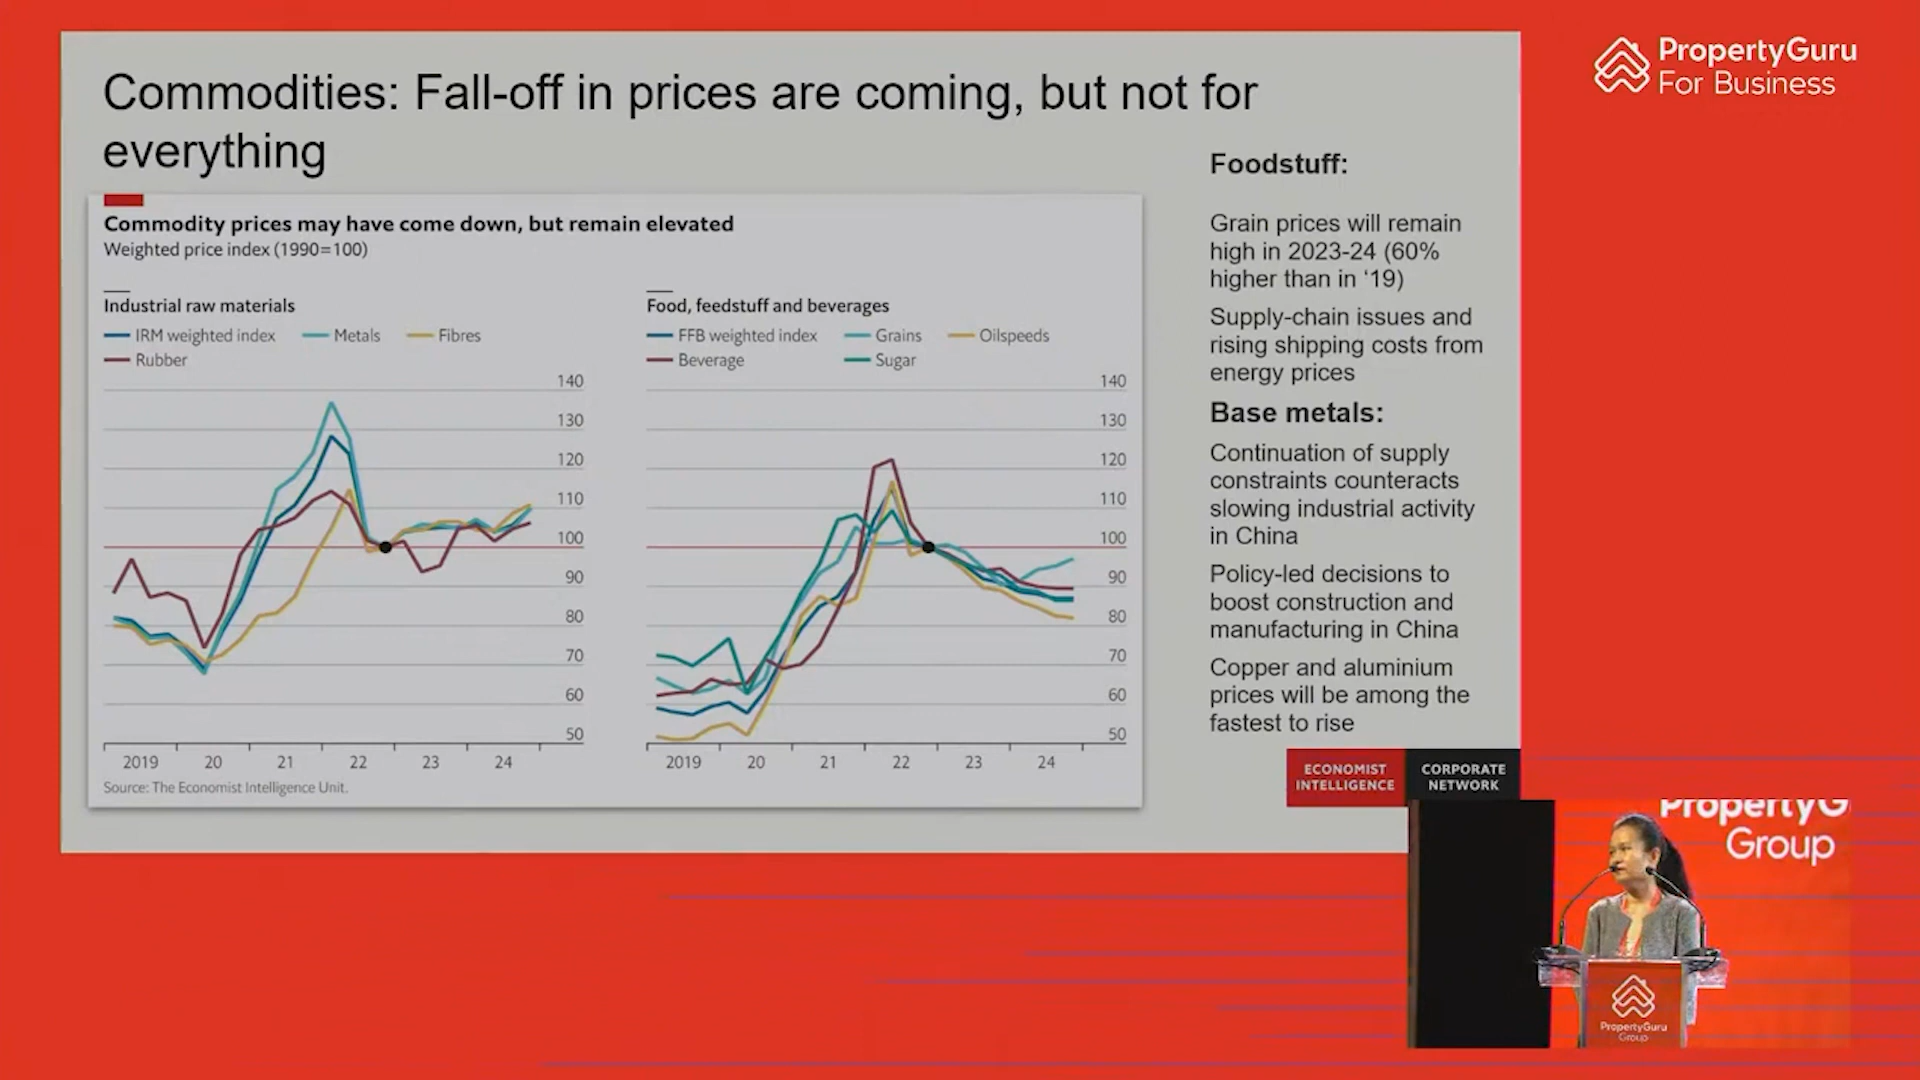 PropertyGuru
For Business
Commodities: Fall-off in prices are coming, but not for
everything
Commodity prices may have come down, but remain elevated
Weighted price index (1990=100)
Industrial raw materials
IRM weighted index
Metals
Fibres
Rubber
140
130
120
110
100
90
80
70
60
50
2019
20
21
22
23
24
Source: The Economist Intelligence Unit.
Food, feedstuff and beverages
FFB weighted index
Grains
Oilspeeds
Beverage
Sugar
140
130
120
110
100
90
80
70
60
50
2019
20
21
22
23
24
Foodstuff:
Grain prices will remain
high in 2023-24 (60%
higher than in ‘19)
Supply-chain issues and
rising shipping costs from
energy prices
Base metals:
Continuation of supply
constraints counteracts
slowing industrial activity
in China
Policy-led decisions to
boost construction and
manufacturing in China
Copper and aluminium
prices will be among the
fastest to rise
ECONOMIST
INTELLIGENCE
CORPORATE
NETWORK
PropertyG
Group
PropertyGuru
Group